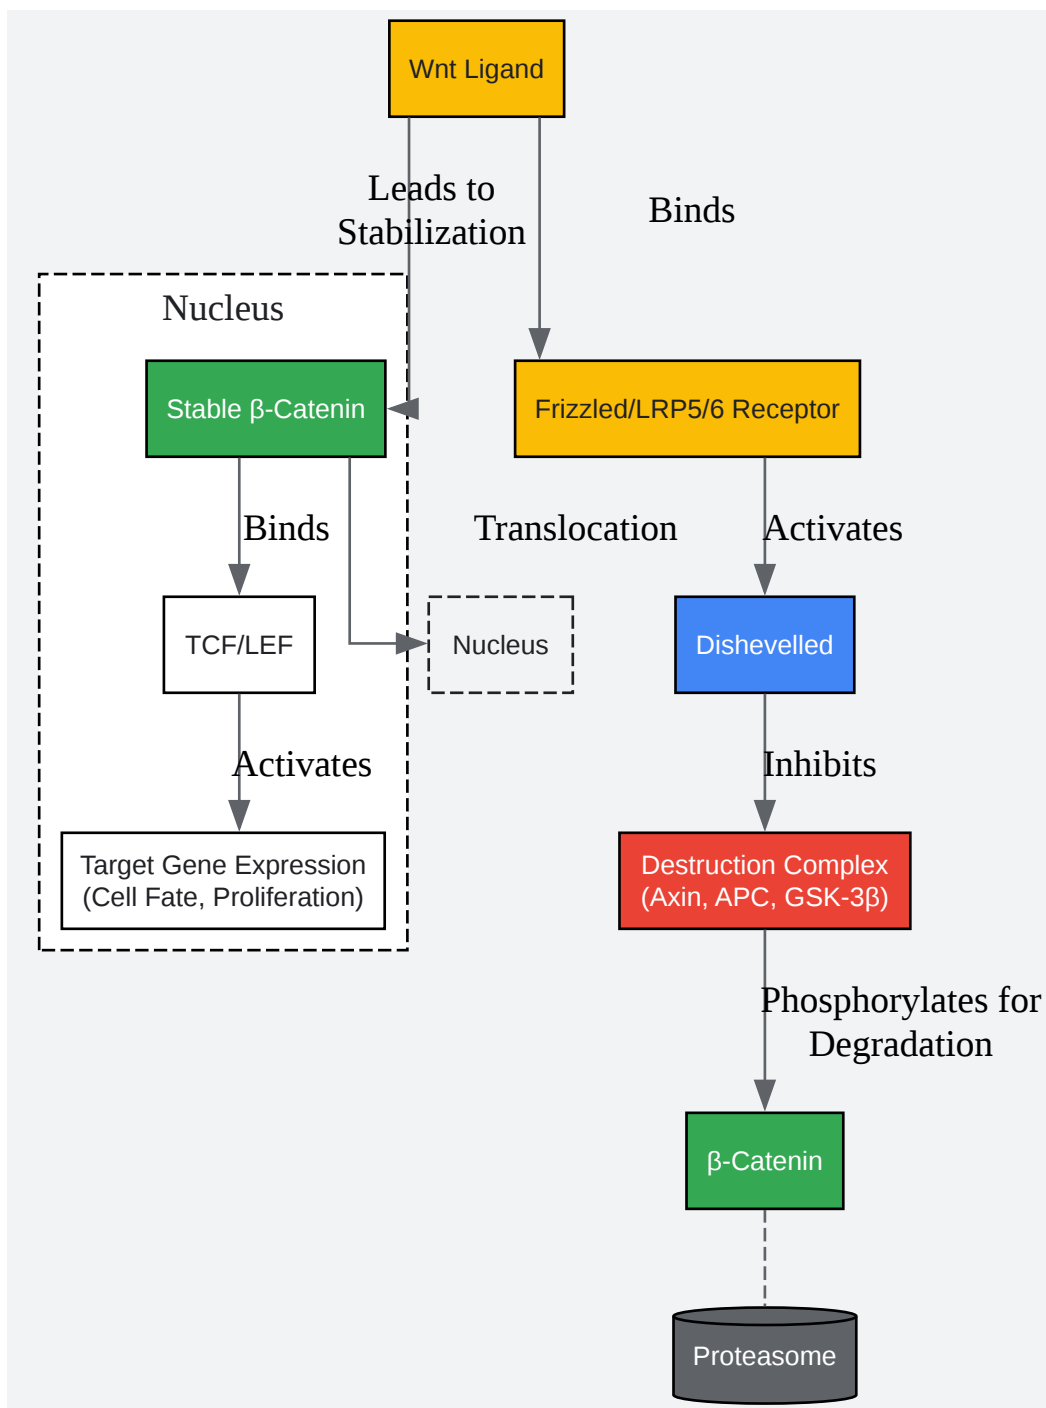 Wnt Ligand
Leads to
Stabilization
Binds
Nucleus
Stable β-Catenin
Frizzled/LRP5/6 Receptor
Binds
Translocation
Activates
TCF/LEF
Nucleus
Dishevelled
Activates
Inhibits
Target Gene Expression
(Cell Fate, Proliferation)
Destruction Complex
(Axin, APC, GSK-3β)
Phosphorylates for
Degradation
β-Catenin
Proteasome